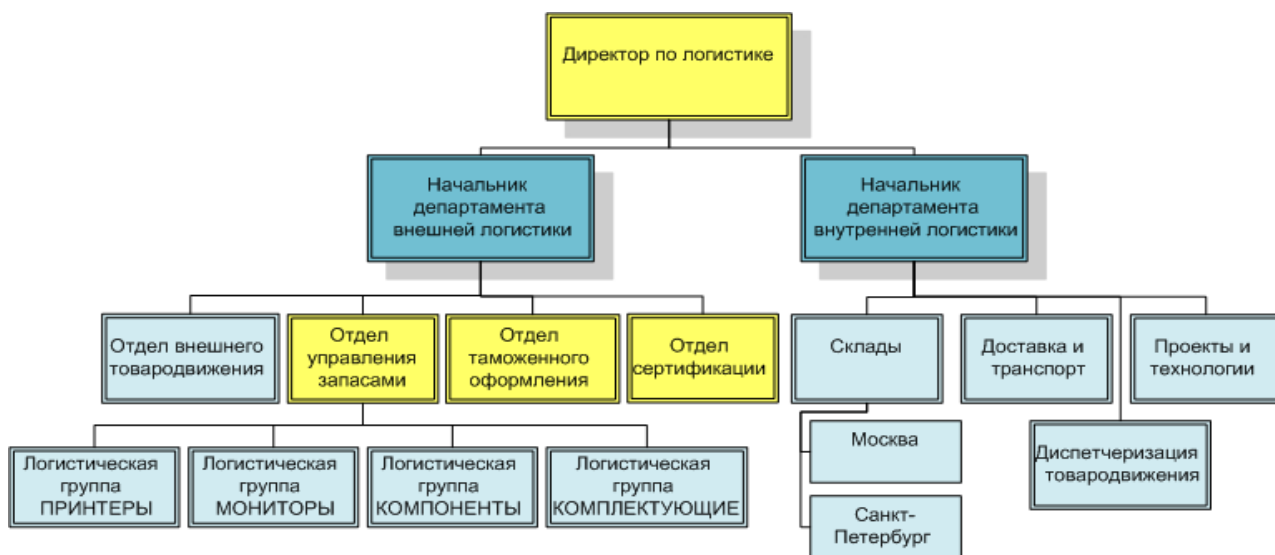 Директор по логистике
Начальник
департамента
внешней логистики
Начальник
департамента
внутренней логистики
Отдел внешнего
товародвижения
Отдел
управления
запасами
Отдел
таможенного
оформления
Отдел
сертификации
Склады
Доставка и
транспорт
Проекты и
технологии
Логистическая
группа
ПРИНТЕРЫ
Логистическая
группа
МОНИТОРЫ
Логистическая
группа
КОМПОНЕНТЫ
Логистическая
группа
КОМПЛЕКТУЮЩИЕ
Москва
Санкт-
Петербург
Диспетчеризация
товародвижения